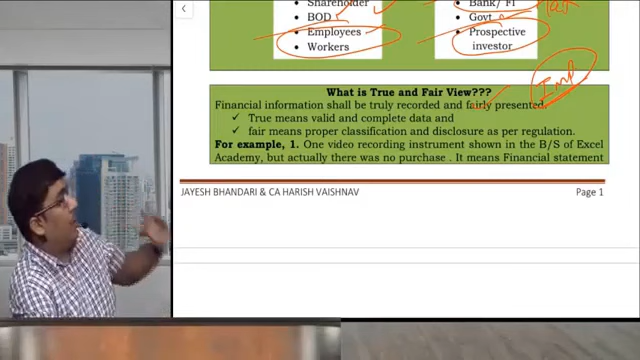 Shareholder
Bank/ FI
BOD
Govt
Employees
Prospective
Workers
investor
Imp
What is True and Fair View???
Financial information shall be truly recorded and fairly presented.
True means valid and complete data and
fair means proper classification and disclosure as per regulation.
For example, 1. One video recording instrument shown in the B/S of Excel
Academy, but actually there was no purchase . It means Financial statement
JAYESH BHANDARI & CA HARISH VAISHNAV
Page 1